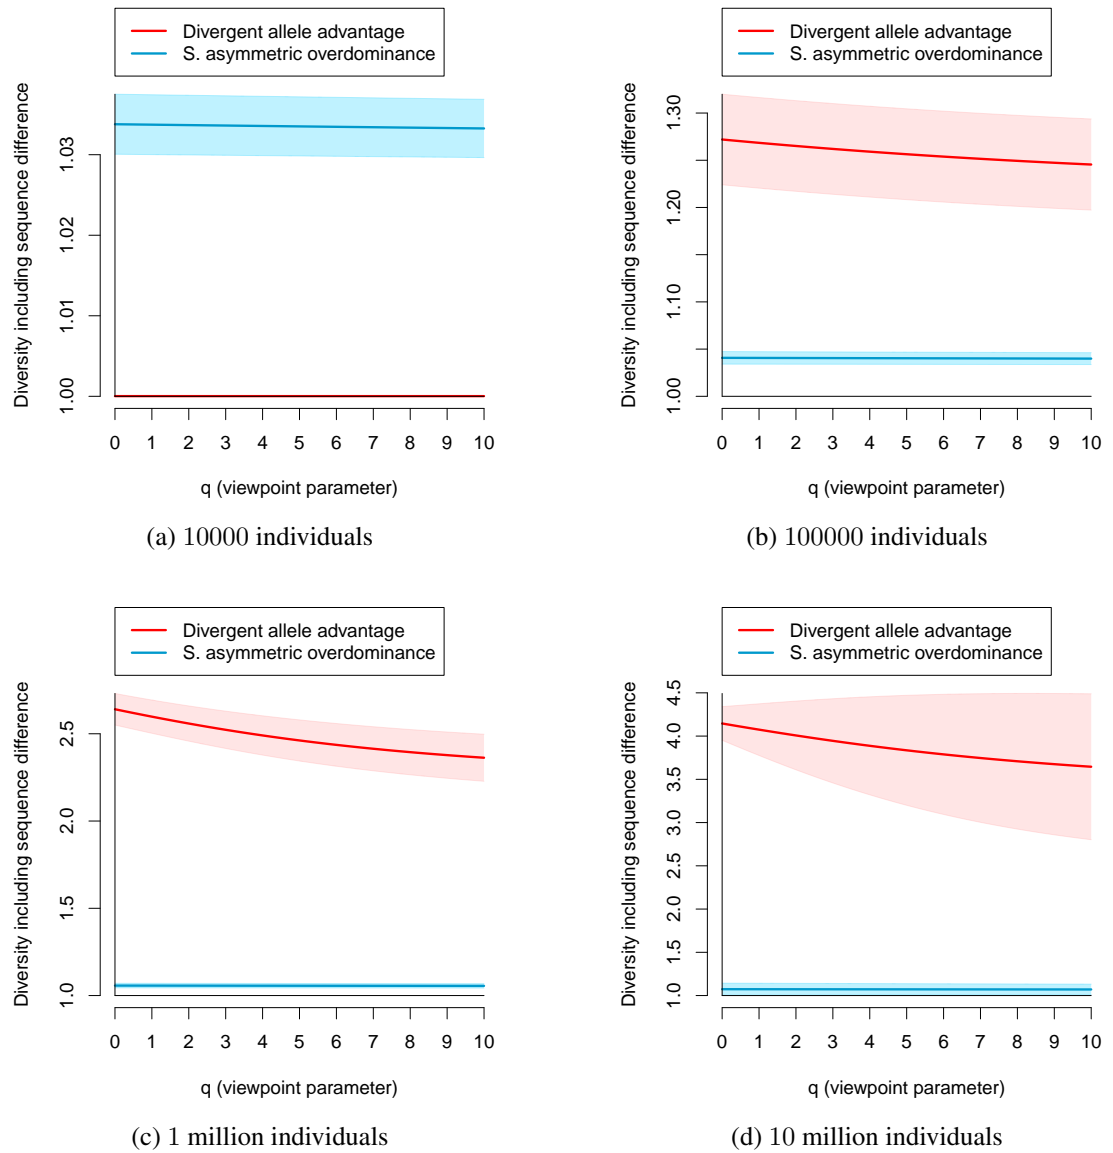 Divergent allele advantage
S. asymmetric overdominance
Diversity including sequence difference
1.00 1.01 1.02 1.03
0 1 2 3 4 5 6 7 8 9 10
q (viewpoint parameter)
(a) 10000 individuals
Divergent allele advantage
S. asymmetric overdominance
Diversity including sequence difference
1.00 1.10 1.20 1.30
0 1 2 3 4 5 6 7 8 9 10
q (viewpoint parameter)
(b) 100000 individuals
Divergent allele advantage
S. asymmetric overdominance
Diversity including sequence difference
1.0 1.5 2.0 2.5
0 1 2 3 4 5 6 7 8 9 10
q (viewpoint parameter)
(c) 1 million individuals
Divergent allele advantage
S. asymmetric overdominance
Diversity including sequence difference
1.0 1.5 2.0 2.5 3.0 3.5 4.0 4.5
0 1 2 3 4 5 6 7 8 9 10
q (viewpoint parameter)
(d) 10 million individuals